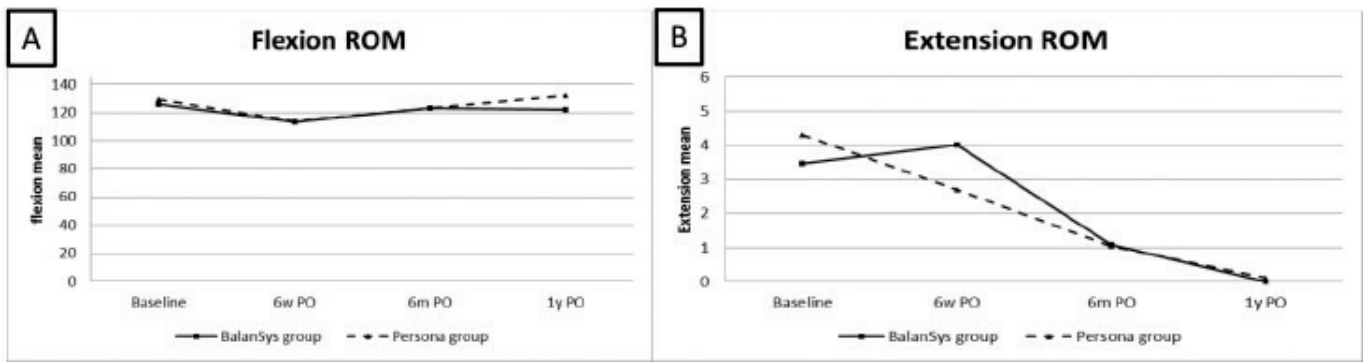 A
Flexion ROM
flexion mean
140
120
100
80
60
40
20
0
Baseline 6w PO 6m PO 1y PO
BalanSys group Persona group
B
Extension ROM
Extension mean
6
5
4
3
2
1
0
Baseline 6w PO 6m PO 1y PO
BalanSys group Persona group